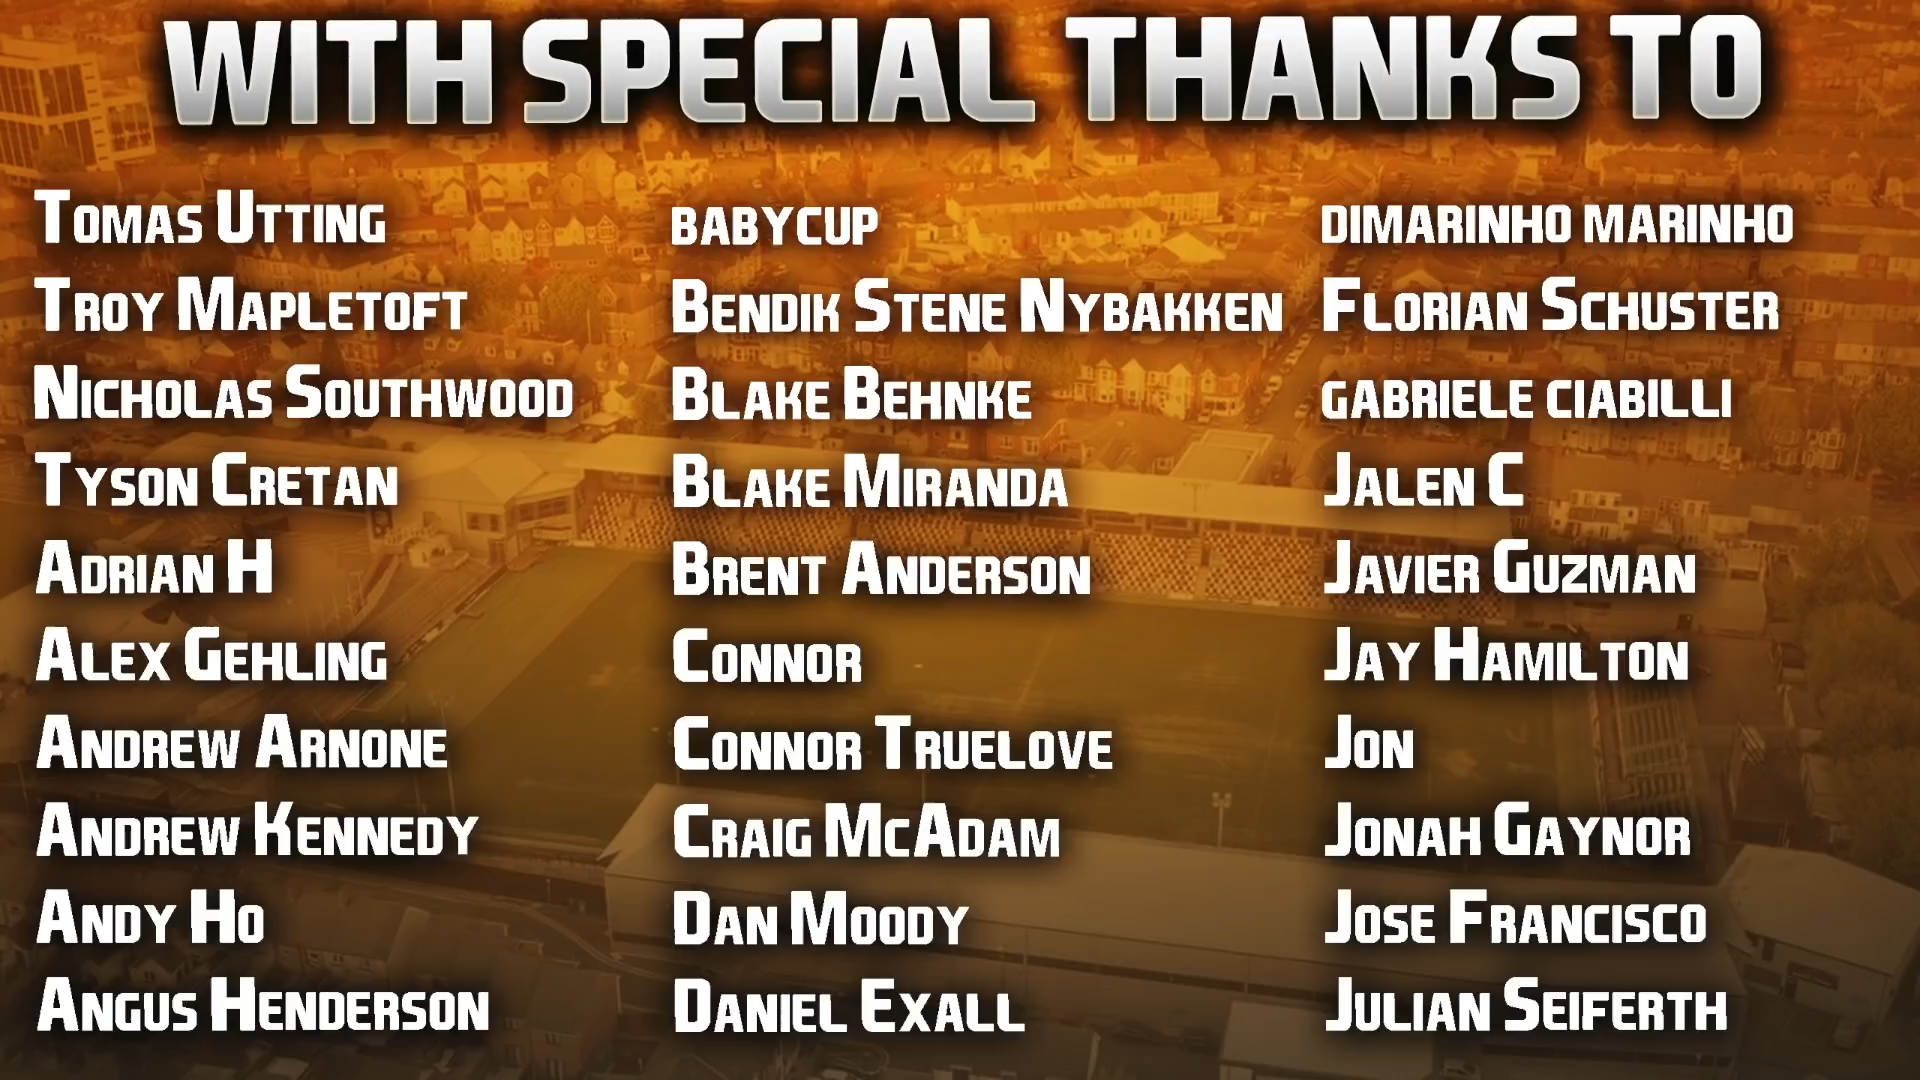 WITH SPECIAL THANKS TO
Tomas Utting
Troy Mapletoft
Nicholas Southwood
Tyson Cretan
Adrian H
Alex Gehling
Andrew Arnone
Andrew Kennedy
Andy Ho
Angus Henderson
babycup
Bendik Stene Nybakken
Blake Behnke
Blake Miranda
Brent Anderson
Connor
Connor Truelove
Craig McAdam
Dan Moody
Daniel Exall
dimarinho marinho
Florian Schuster
gabriele ciabilli
Jalen C
Javier Guzman
Jay Hamilton
Jon
Jonah Gaynor
Jose Francisco
Julian Seiferth